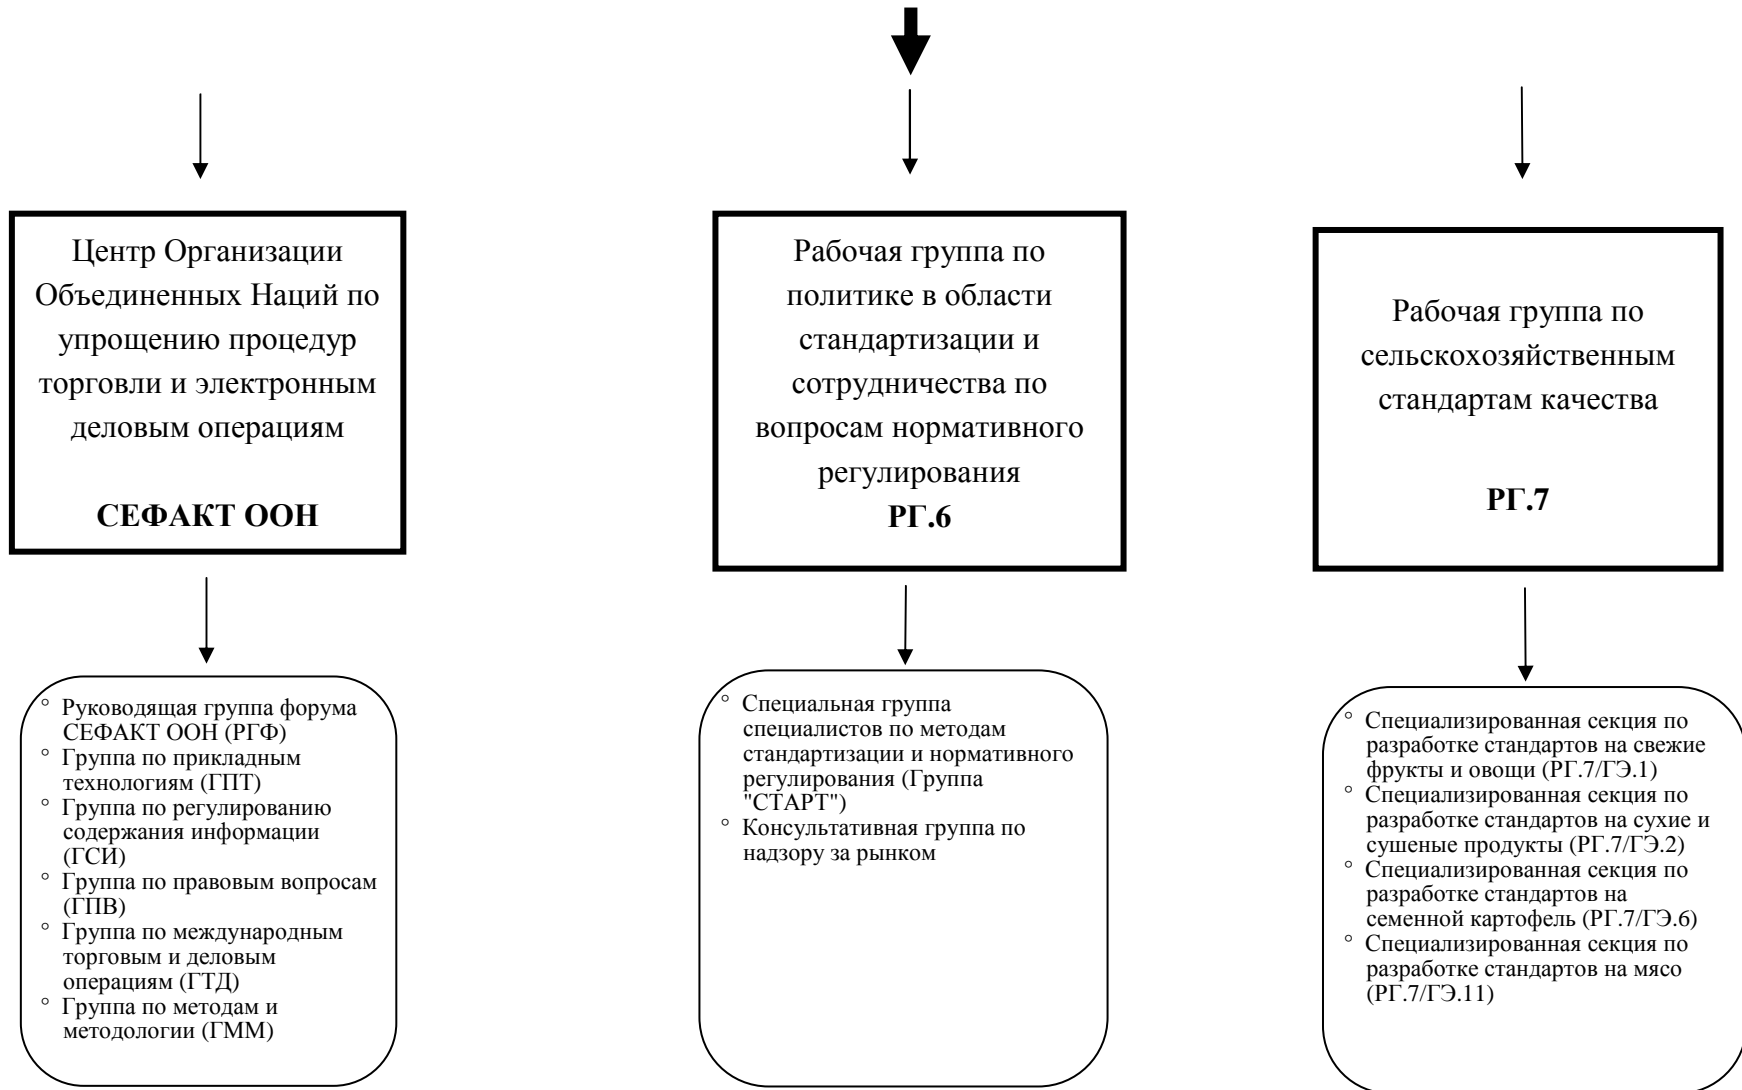 Центр Организации
Объединенных Наций по
упрощению процедур
торговли и электронным
деловым операциям
СЕФАКТ ООН
Рабочая группа по
политике в области
стандартизации и
сотрудничества по
вопросам нормативного
регулирования
РГ.6
Рабочая группа по
сельскохозяйственным
стандартам качества
РГ.7
° Руководящая группа форума
СЕФАКТ ООН (РГФ)
° Группа по прикладным
технологиям (ГПТ)
° Группа по регулированию
содержания информации
(ГСИ)
° Группа по правовым вопросам
(ГПВ)
° Группа по международным
торговым и деловым
операциям (ГТД)
° Группа по методам и
методологии (ГММ)
° Специальная группа
специалистов по методам
стандартизации и нормативного
регулирования (Группа
"СТАРТ")
° Консультативная группа по
надзору за рынком
° Специализированная секция по
разработке стандартов на свежие
фрукты и овощи (РГ.7/ГЭ.1)
° Специализированная секция по
разработке стандартов на сухие и
сушеные продукты (РГ.7/ГЭ.2)
° Специализированная секция по
разработке стандартов на
семенной картофель (РГ.7/ГЭ.6)
° Специализированная секция по
разработке стандартов на мясо
(РГ.7/ГЭ.11)